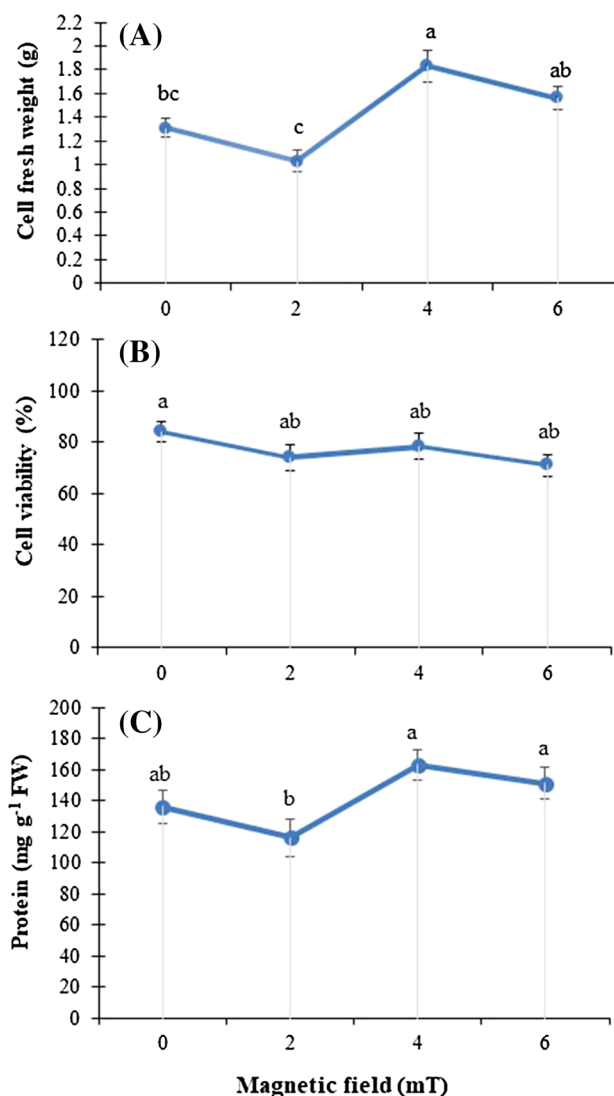 (A)
Cell fresh weight (g)
2.2
2
1.8
1.6
1.4
1.2
1
0.8
0.6
0.4
0.2
0
bc
c
a
ab
0 2 4 6
(B)
Cell viability (%)
120
100
80
60
40
20
0
a
ab
ab
ab
0 2 4 6
(C)
Protein (mg g⁻¹ FW)
200
180
160
140
120
100
80
60
40
20
0
ab
b
a
a
0 2 4 6
Magnetic field (mT)